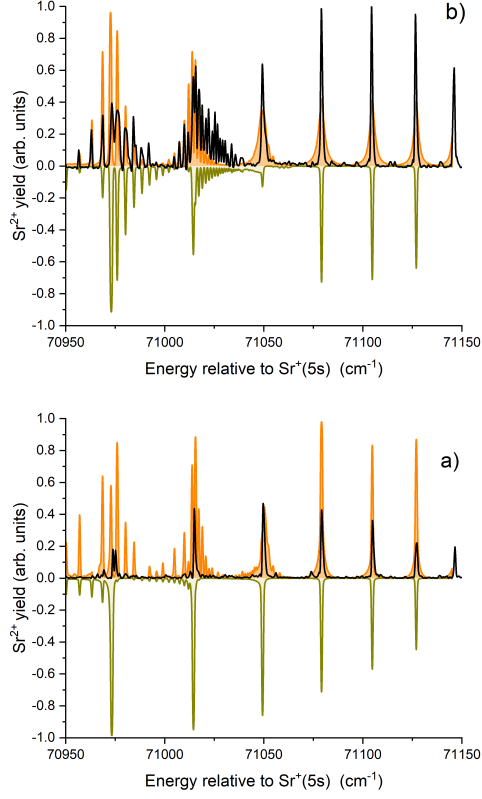 b)
1.0
0.8
0.6
0.4
0.2
0.0
-0.2
-0.4
-0.6
-0.8
-1.0
Sr²⁺ yield (arb. units)
70950 71000 71050 71100 71150
Energy relative to Sr⁺(5s) (cm⁻¹)
a)
1.0
0.8
0.6
0.4
0.2
0.0
-0.2
-0.4
-0.6
-0.8
-1.0
Sr²⁺ yield (arb. units)
70950 71000 71050 71100 71150
Energy relative to Sr⁺(5s) (cm⁻¹)